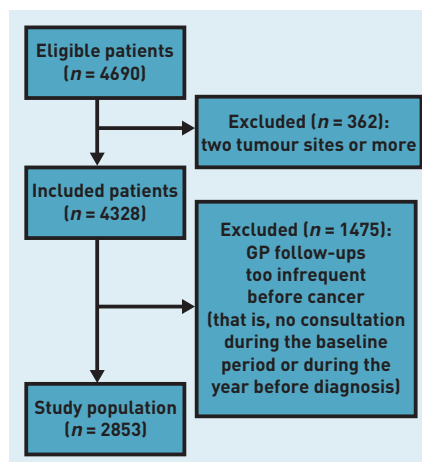 Eligible patients
(n = 4690)
Excluded (n = 362):
two tumour sites or more
Included patients
(n = 4328)
Excluded (n = 1475):
GP follow-ups
too infrequent
before cancer
(that is, no consultation
during the baseline
period or during the
year before diagnosis)
Study population
(n = 2853)